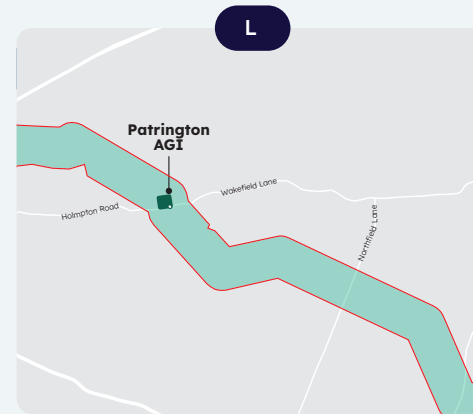 L
Patrington
AGI
Wakefield Lane
Holmpton Road
Northfield Lane